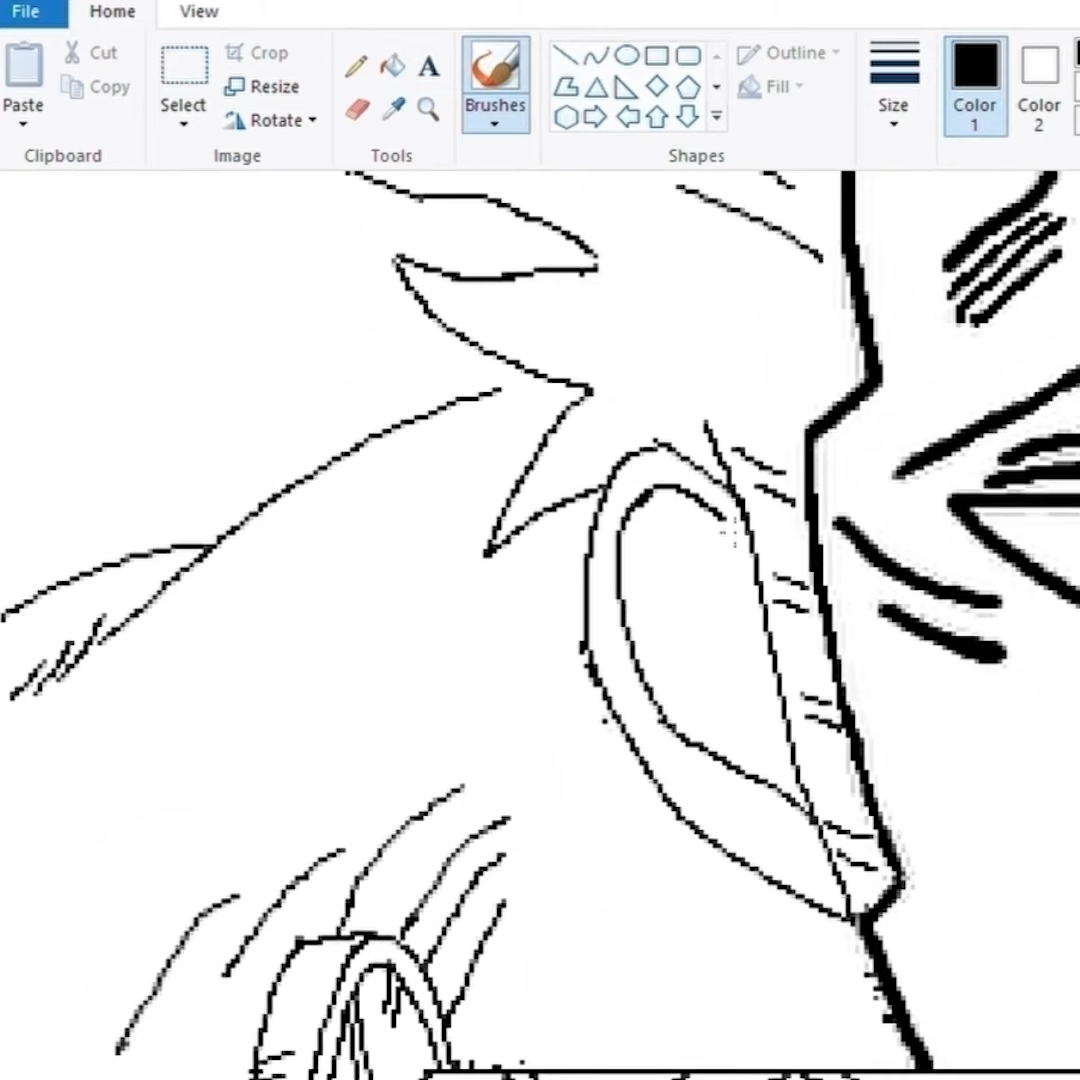 File Home View
Cut
Crop
Outline
Copy
Resize
Fill
Paste
Select
Brushes
Size
Color
1
Color
2
Rotate
A
Clipboard
Image
Tools
Shapes